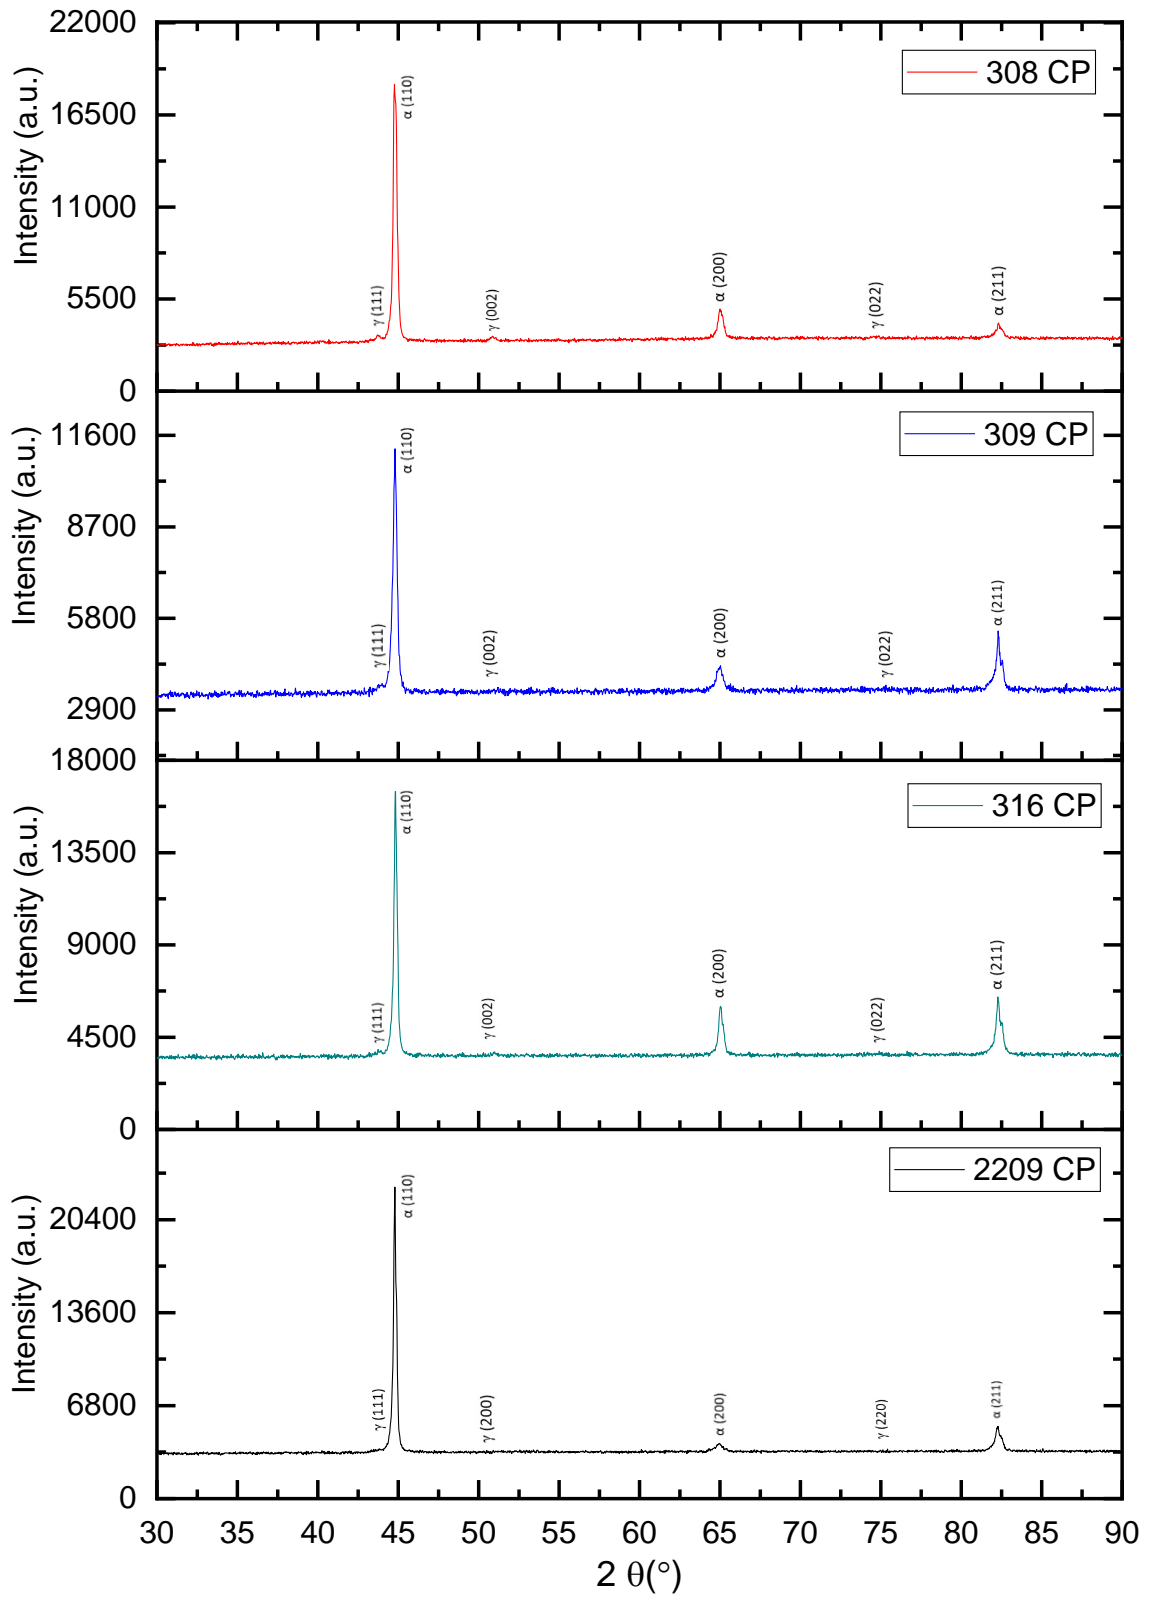 22000
16500
11000
5500
0
Intensity (a.u.)
308 CP
γ (111)
α (110)
γ (002)
α (200)
γ (022)
α (211)
11600
8700
5800
2900
Intensity (a.u.)
309 CP
γ (111)
α (110)
γ (002)
α (200)
γ (022)
α (211)
18000
13500
9000
4500
0
Intensity (a.u.)
316 CP
γ (111)
α (110)
γ (002)
α (200)
γ (022)
α (211)
20400
13600
6800
0
Intensity (a.u.)
2209 CP
γ (111)
α (110)
γ (200)
α (200)
γ (220)
α (211)
30 35 40 45 50 55 60 65 70 75 80 85 90
2 θ(°)